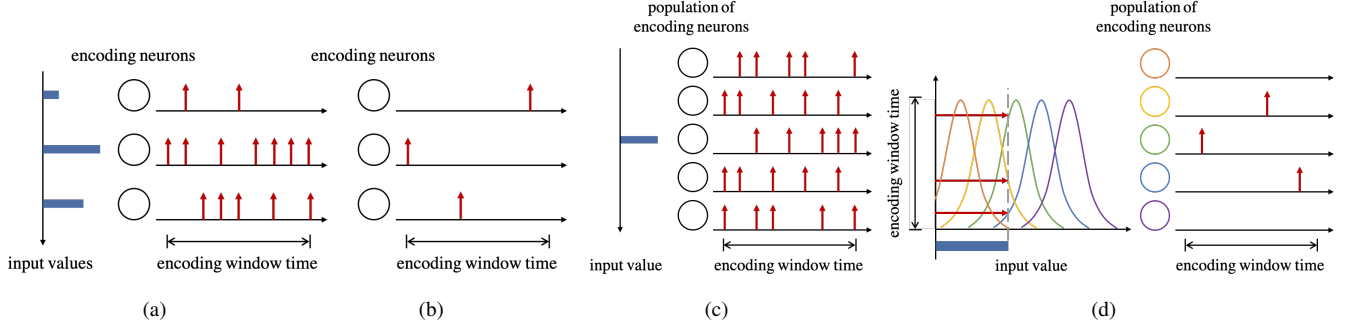 encoding neurons
input values
encoding window time
(a)
encoding neurons
encoding window time
(b)
population of
encoding neurons
input value
encoding window time
(c)
encoding window time
input value
population of
encoding neurons
encoding window time
(d)